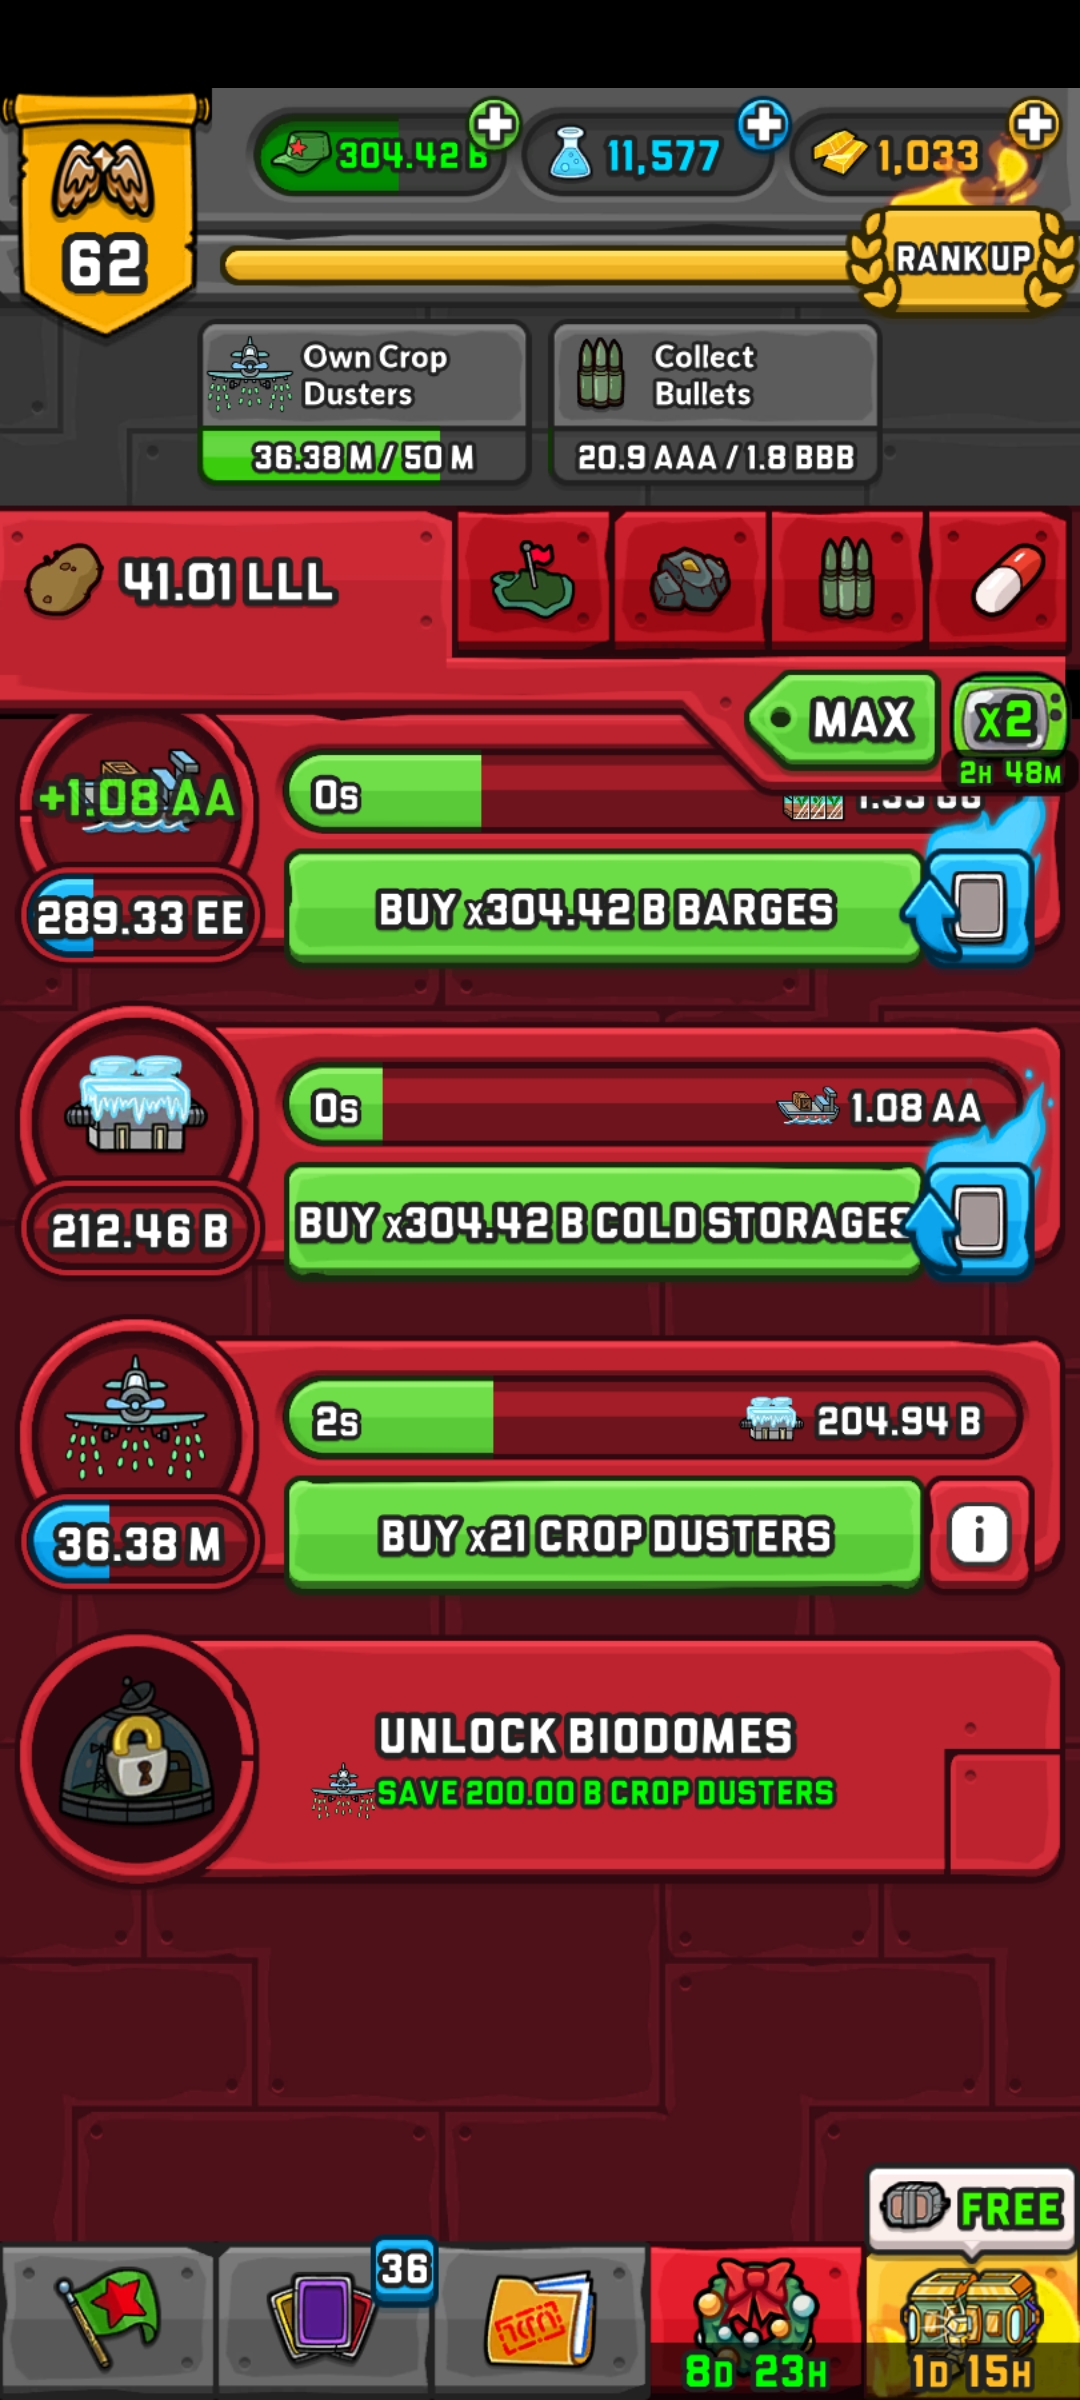 304.42 B
11,577
1,033
62
RANK UP
Own Crop
Dusters
36.38 M / 50 M
Collect
Bullets
20.9 AAA / 1.8 BBB
41.01 LLL
MAX
x2
2H 48M
+1.08 AA
0s
289.33 EE
BUY x304.42 B BARGES
0s
1.08 AA
212.46 B
BUY x304.42 B COLD STORAGES
2s
204.94 B
36.38 M
BUY x21 CROP DUSTERS
i
UNLOCK BIODOMES
SAVE 200.00 B CROP DUSTERS
FREE
36
8D 23H
1D 15H